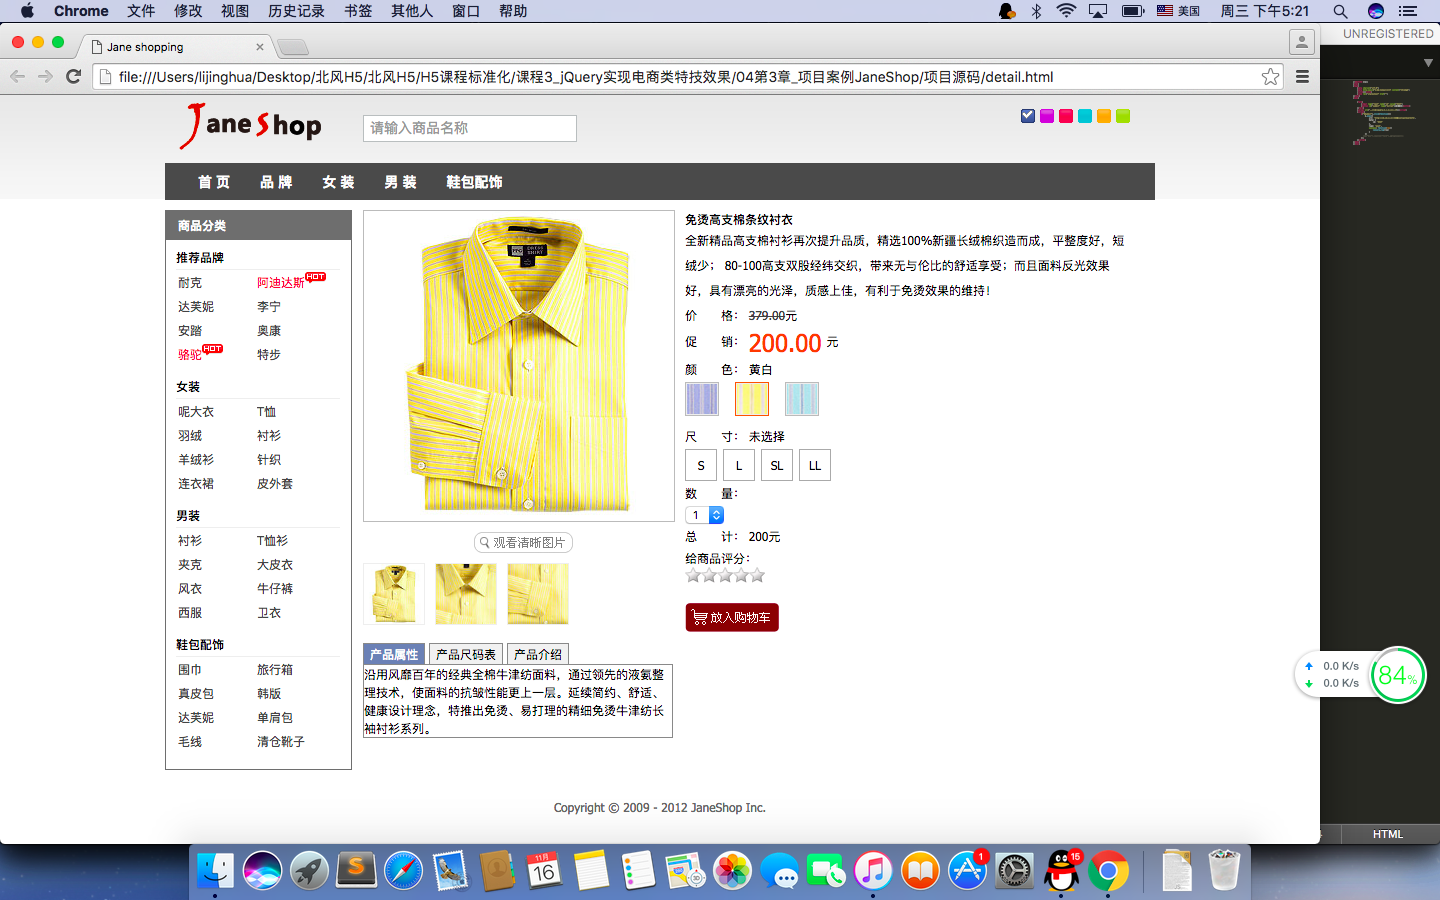 Chrome 文件 修改 视图 历史记录 书签 其他人 窗口 帮助 美国 周三 下午5:21
UNREGISTERED
Jane shopping
file:///Users/lijinghua/Desktop/北风H5/北风H5/H5课程标准化/课程3_jQuery实现电商类特技效果/04第3章_项目案例JaneShop/项目源码/detail.html
Jane Shop
请输入商品名称
首 页 品 牌 女 装 男 装 鞋包配饰
商品分类
推荐品牌
耐克 阿迪达斯 HOT
达芙妮 李宁
安踏 奥康
骆驼 HOT 特步
女装
呢大衣 T恤
羽绒 衬衫
羊绒衫 针织
连衣裙 皮外套
男装
衬衫 T恤衫
夹克 大皮衣
风衣 牛仔裤
西服 卫衣
鞋包配饰
围巾 旅行箱
真皮包 韩版
达芙妮 单肩包
毛线 清仓靴子
DRESS
SHIRT
观看清晰图片
产品属性 产品尺码表 产品介绍
沿用风靡百年的经典全棉牛津纺面料，通过领先的液氨整
理技术，使面料的抗皱性能更上一层。延续简约、舒适、
健康设计理念，特推出免烫、易打理的精细免烫牛津纺长
袖衬衫系列。
免烫高支棉条纹衬衣
全新精品高支棉衬衫再次提升品质，精选100%新疆长绒棉织造而成，平整度好，短
绒少； 80-100高支双股经纬交织，带来无与伦比的舒适享受；而且面料反光效果
好，具有漂亮的光泽，质感上佳，有利于免烫效果的维持！
价 格： 379.00元
促 销： 200.00 元
颜 色： 黄白
尺 寸： 未选择
S L SL LL
数 量：
1
总 计： 200元
给商品评分：
放入购物车
0.0 K/s
0.0 K/s
84%
Copyright © 2009 - 2012 JaneShop Inc.
HTML
11月
16
1
15